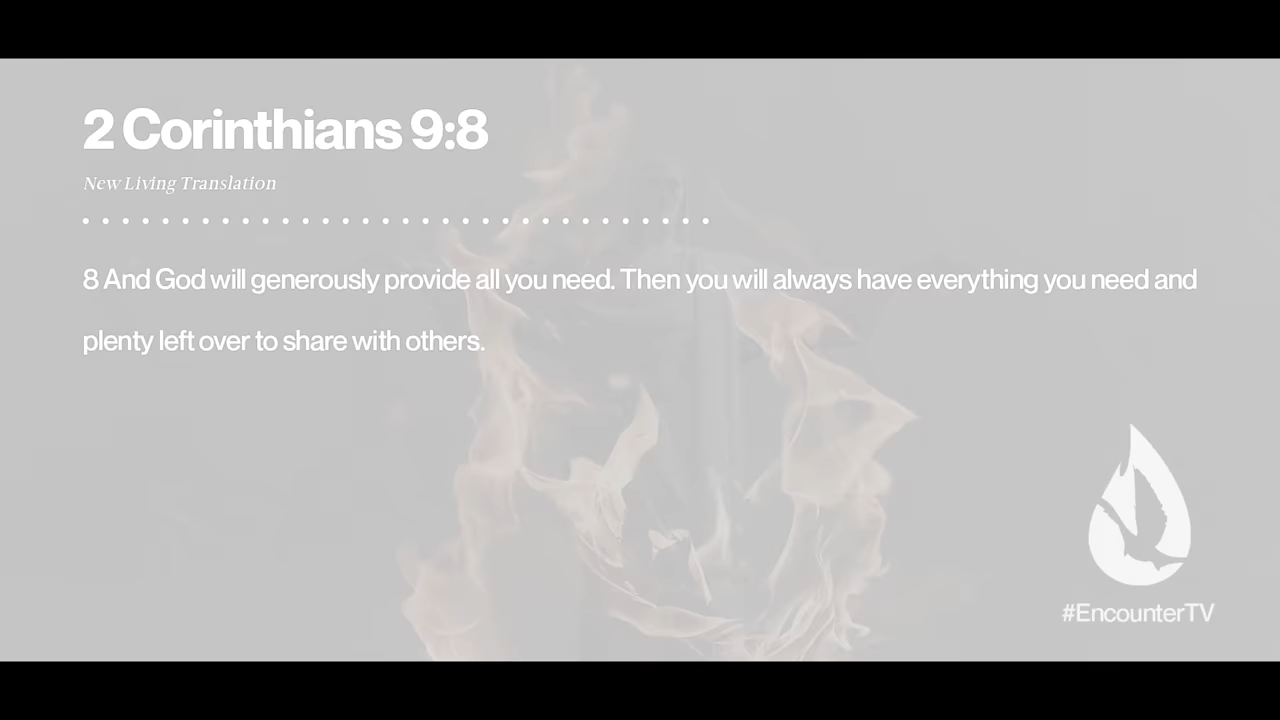 2 Corinthians 9:8
New Living Translation
8 And God will generously provide all you need. Then you will always have everything you need and
plenty left over to share with others.
#EncounterTV